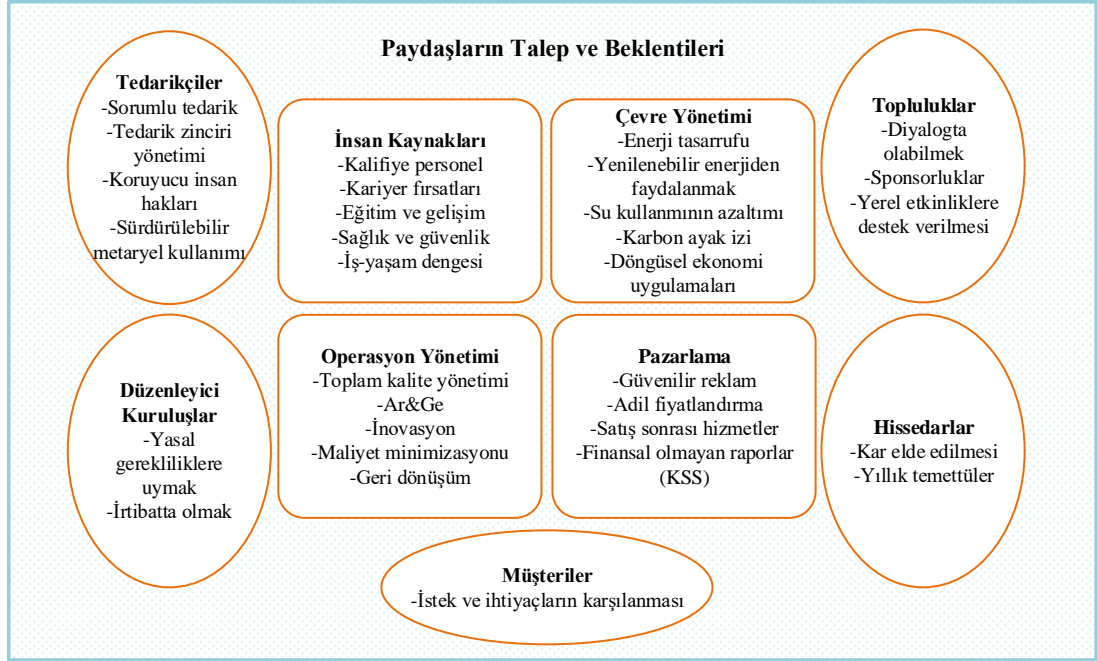 Paydaşların Talep ve Beklentileri
Tedarikçiler
-Sorumlu tedarik
-Tedarik zinciri
yönetimi
-Koruyucu insan
hakları
-Sürdürülebilir
metaryel kullanımı
İnsan Kaynakları
-Kalifiye personel
-Kariyer fırsatları
-Eğitim ve gelişim
-Sağlık ve güvenlik
-İş-yaşam dengesi
Çevre Yönetimi
-Enerji tasarrufu
-Yenilenebilir enerjiden
faydalanmak
-Su kullanmının azaltımı
-Karbon ayak izi
-Döngüsel ekonomi
uygulamaları
Topluluklar
-Diyalogta
olabilmek
-Sponsorluklar
-Yerel etkinliklere
destek verilmesi
Düzenleyici
Kuruluşlar
-Yasal
gerekliliklere
uymak
-İrtibatta olmak
Operasyon Yönetimi
-Toplam kalite yönetimi
-Ar&Ge
-İnovasyon
-Maliyet minimizasyonu
-Geri dönüşüm
Pazarlama
-Güvenilir reklam
-Adil fiyatlandırma
-Satış sonrası hizmetler
-Finansal olmayan raporlar
(KSS)
Hissedarlar
-Kar elde edilmesi
-Yıllık temettüler
Müşteriler
-İstek ve ihtiyaçların karşılanması